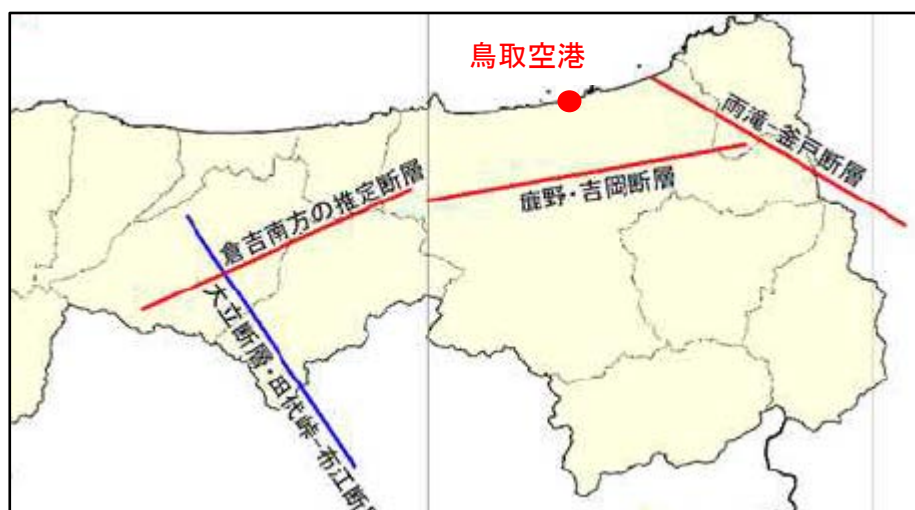 鳥取空港
雨滝-釜戸断層
鹿野・吉岡断層
倉吉南方の推定断層
大立断層・田代峠-布江断